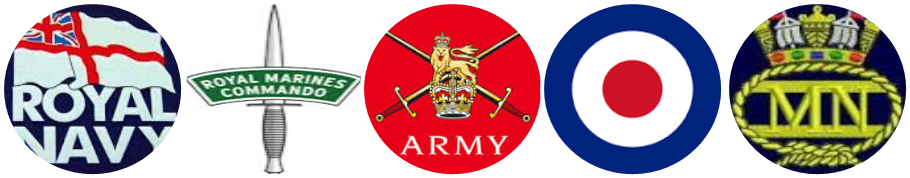 ROYAL
NAVY
ROYAL MARINES
COMMANDO
ARMY
MN